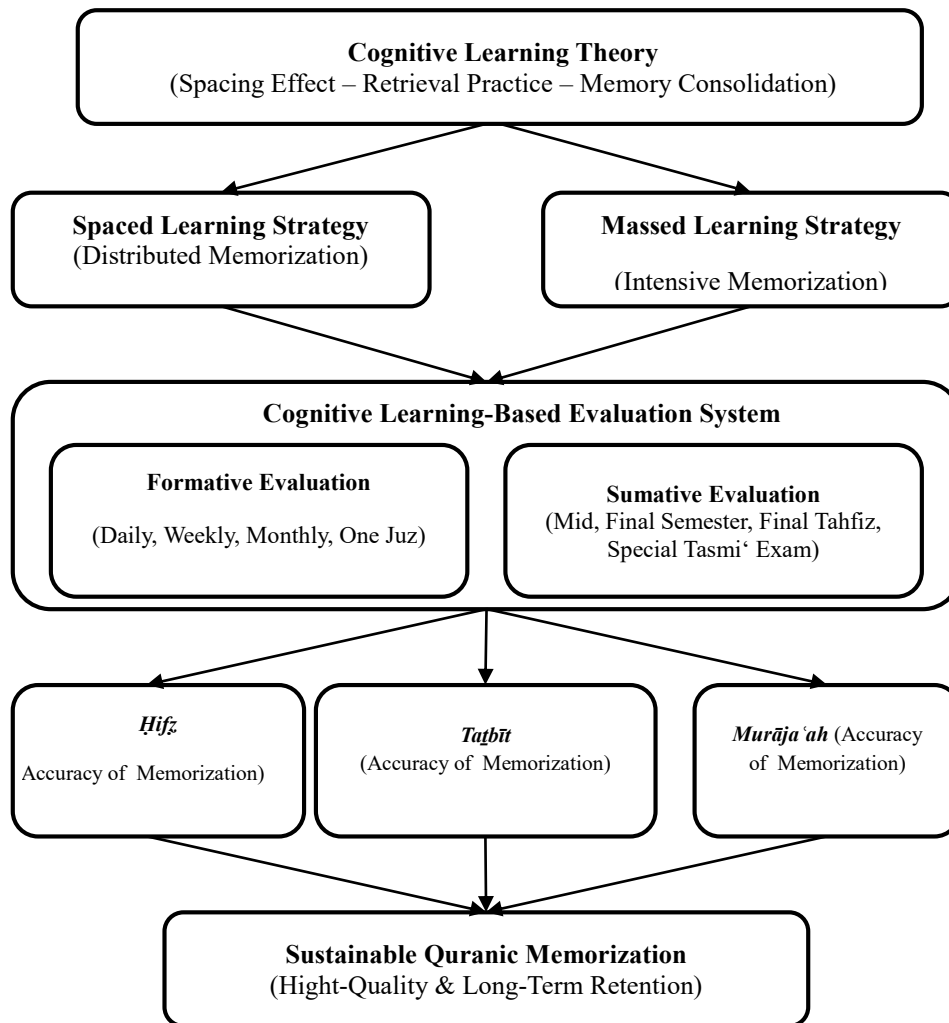 Cognitive Learning Theory
(Spacing Effect – Retrieval Practice – Memory Consolidation)
Spaced Learning Strategy
(Distributed Memorization)
Massed Learning Strategy
(Intensive Memorization)
Cognitive Learning-Based Evaluation System
Formative Evaluation
(Daily, Weekly, Monthly, One Juz)
Sumative Evaluation
(Mid, Final Semester, Final Tahfiz,
Special Tasmi‘ Exam)
Ḥifẓ
Accuracy of Memorization)
Taṯbīt
(Accuracy of Memorization)
Murāja‘ah (Accuracy
of Memorization)
Sustainable Quranic Memorization
(Hight-Quality & Long-Term Retention)